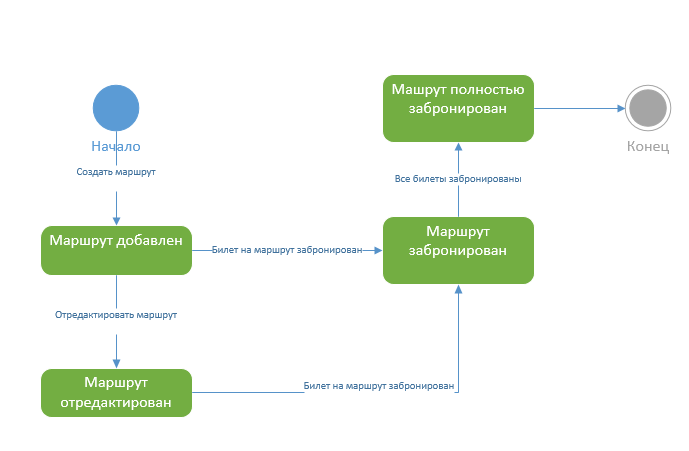 Начало
Создать маршрут
Маршрут добавлен
Билет на маршрут забронирован
Отредактировать маршрут
Маршрут
отредактирован
Билет на маршрут забронирован
Маршрут
забронирован
Все билеты забронированы
Машрут полностью
забронирован
Конец